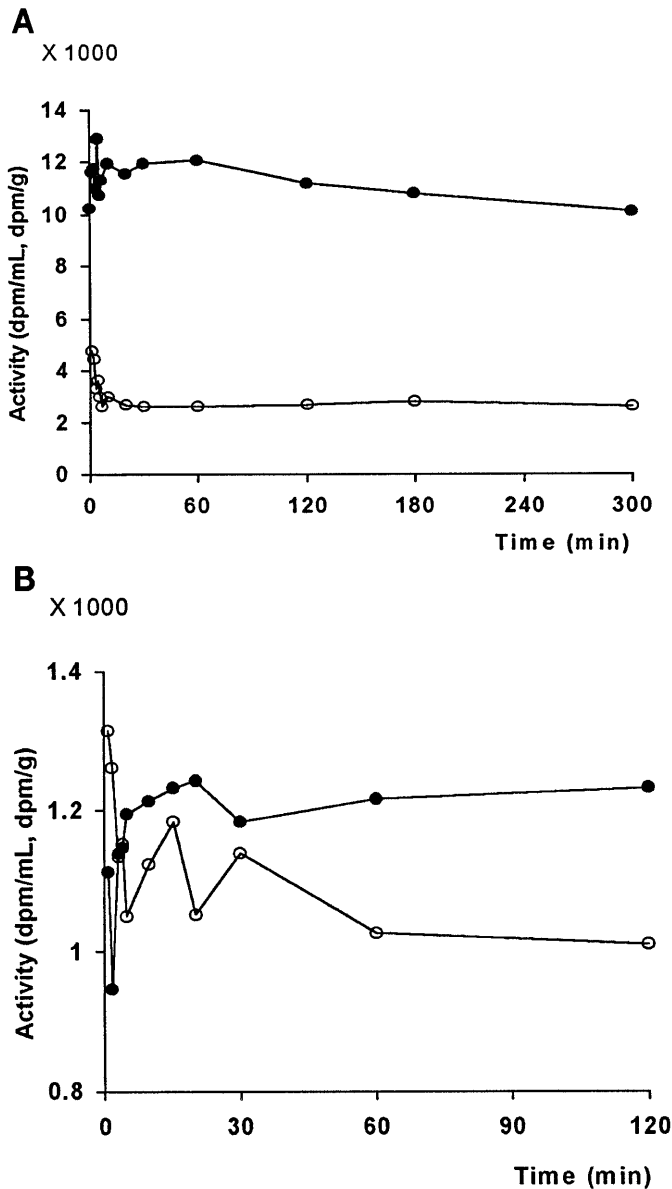 A
X 1000
14
12
10
8
6
4
2
0
Activity (dpm/mL, dpm/g)
0 60 120 180 240 300
Time (min)
B
X 1000
1.4
1.2
1
0.8
Activity (dpm/mL, dpm/g)
0 30 60 90 120
Time (min)